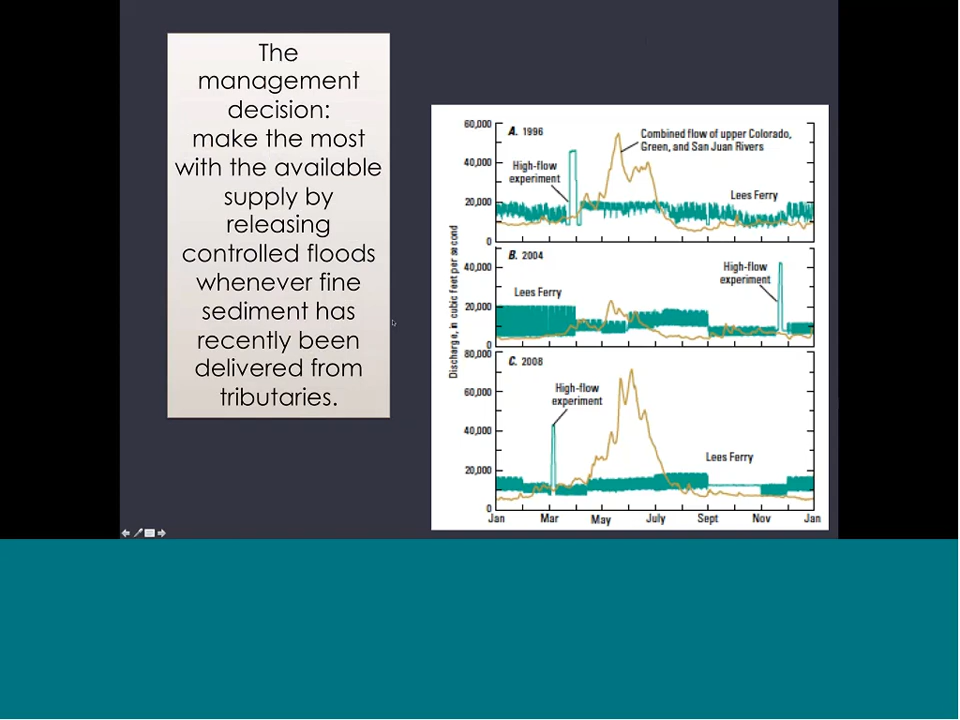 The
management
decision:
make the most
with the available
supply by
releasing
controlled floods
whenever fine
sediment has
recently been
delivered from
tributaries.
Discharge, in cubic feet per second
60,000
40,000
20,000
0
A. 1996
High-flow
experiment
Combined flow of upper Colorado,
Green, and San Juan Rivers
Lees Ferry
40,000
20,000
0
B. 2004
Lees Ferry
High-flow
experiment
80,000
60,000
40,000
20,000
0
C. 2008
High-flow
experiment
Lees Ferry
Jan Mar May July Sept Nov Jan